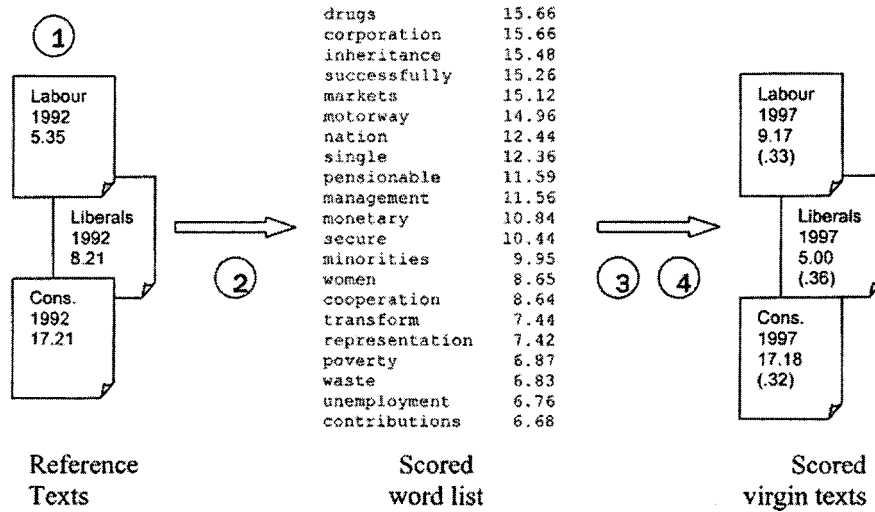 1
Labour
1992
5.35
Liberals
1992
8.21
Cons.
1992
17.21
Reference
Texts
2
drugs 15.66
corporation 15.66
inheritance 15.48
successfully 15.26
markets 15.12
motorway 14.96
nation 12.44
single 12.36
pensionable 11.59
management 11.56
monetary 10.84
secure 10.44
minorities 9.95
women 8.65
cooperation 8.64
transform 7.44
representation 7.42
poverty 6.87
waste 6.83
unemployment 6.76
contributions 6.68
Scored
word list
3 4
Labour
1997
9.17
(.33)
Liberals
1997
5.00
(.36)
Cons.
1997
17.18
(.32)
Scored
virgin texts